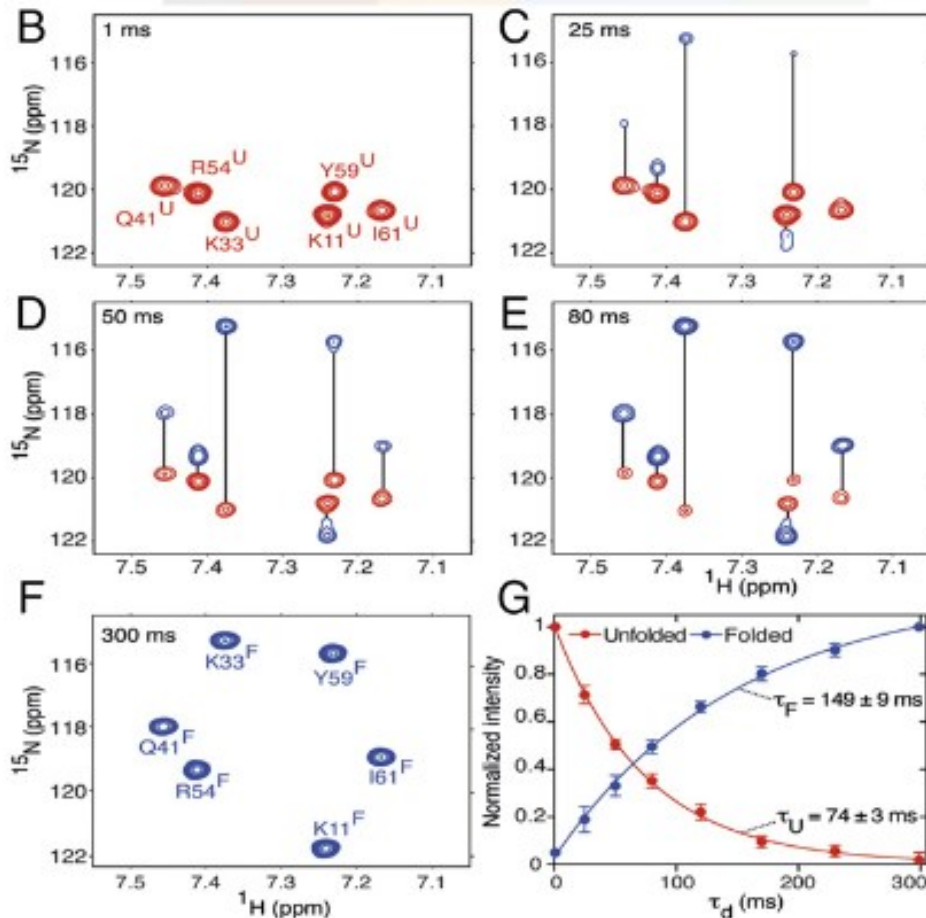 B
1 ms
¹⁵N (ppm)
116
118
120
122
R54ᵁ
Y59ᵁ
Q41ᵁ
K33ᵁ
K11ᵁ
I61ᵁ
7.5 7.4 7.3 7.2 7.1
C
25 ms
¹⁵N (ppm)
116
118
120
122
7.5 7.4 7.3 7.2 7.1
D
50 ms
¹⁵N (ppm)
116
118
120
122
7.5 7.4 7.3 7.2 7.1
E
80 ms
116
118
120
122
7.5 7.4 7.3 7.2 7.1
¹H (ppm)
F
300 ms
¹⁵N (ppm)
116
118
120
122
K33ꟳ
Y59ꟳ
Q41ꟳ
R54ꟳ
I61ꟳ
K11ꟳ
7.5 7.4 7.3 7.2 7.1
¹H (ppm)
G
Normalized intensity
1
0.8
0.6
0.4
0.2
0
Unfolded Folded
τF = 149 ± 9 ms
τU = 74 ± 3 ms
0 100 200 300
τd (ms)